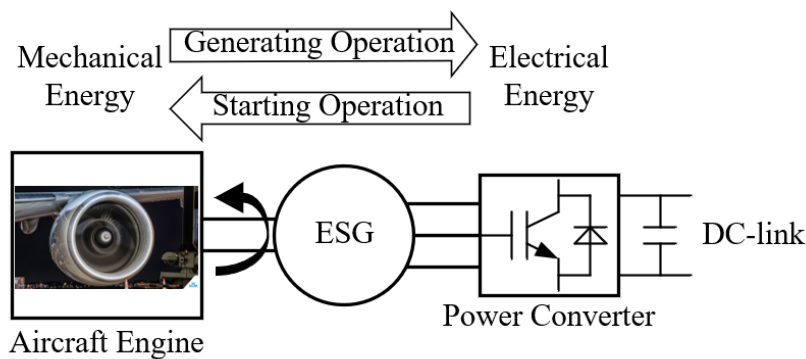 Generating Operation
Mechanical
Energy
Electrical
Energy
Starting Operation
ESG
DC-link
Power Converter
Aircraft Engine